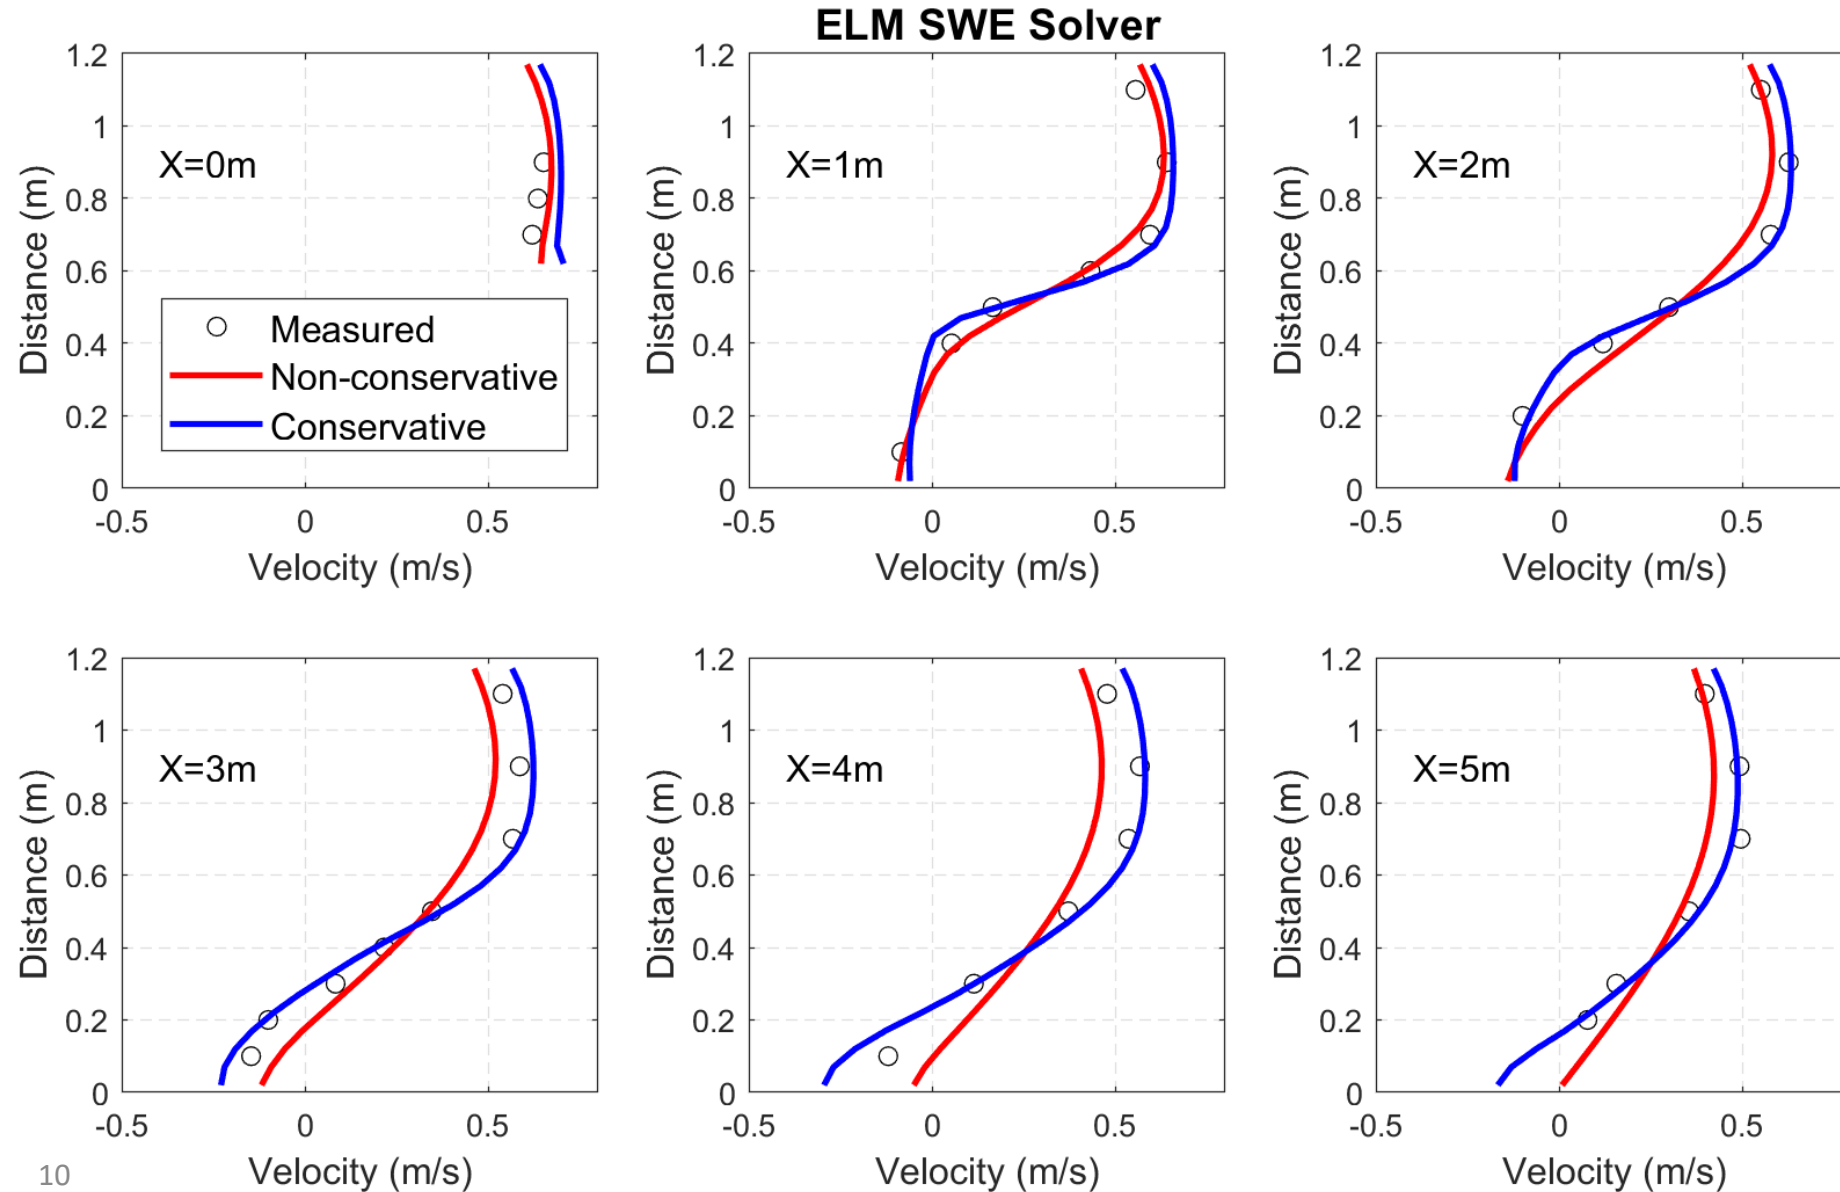 ELM SWE Solver
1.2
1
0.8
0.6
0.4
0.2
0
-0.5
0
0.5
Distance (m)
Velocity (m/s)
X=0m
Measured
Non-conservative
Conservative
1.2
1
0.8
0.6
0.4
0.2
0
-0.5
0
0.5
Distance (m)
Velocity (m/s)
X=1m
1.2
1
0.8
0.6
0.4
0.2
0
-0.5
0
0.5
Distance (m)
Velocity (m/s)
X=2m
1.2
1
0.8
0.6
0.4
0.2
0
-0.5
0
0.5
Distance (m)
Velocity (m/s)
X=3m
1.2
1
0.8
0.6
0.4
0.2
0
-0.5
0
0.5
Distance (m)
Velocity (m/s)
X=4m
1.2
1
0.8
0.6
0.4
0.2
0
-0.5
0
0.5
Distance (m)
Velocity (m/s)
X=5m
10